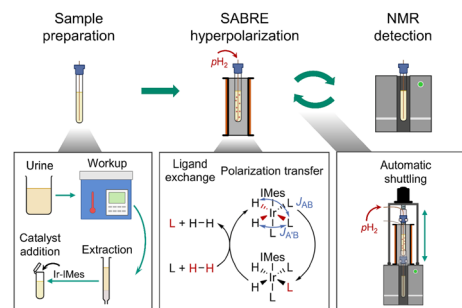 Sample
preparation
SABRE
hyperpolarization
NMR
detection
pH2
Urine
Workup
Catalyst
addition
Extraction
Ir-IMes
Ligand
exchange
Polarization transfer
L + H-H
L + H-H
IMes
H L JAB
Ir
H L
L JA'B
IMes
H L
Ir
H L
L
Automatic
shuttling
pH2